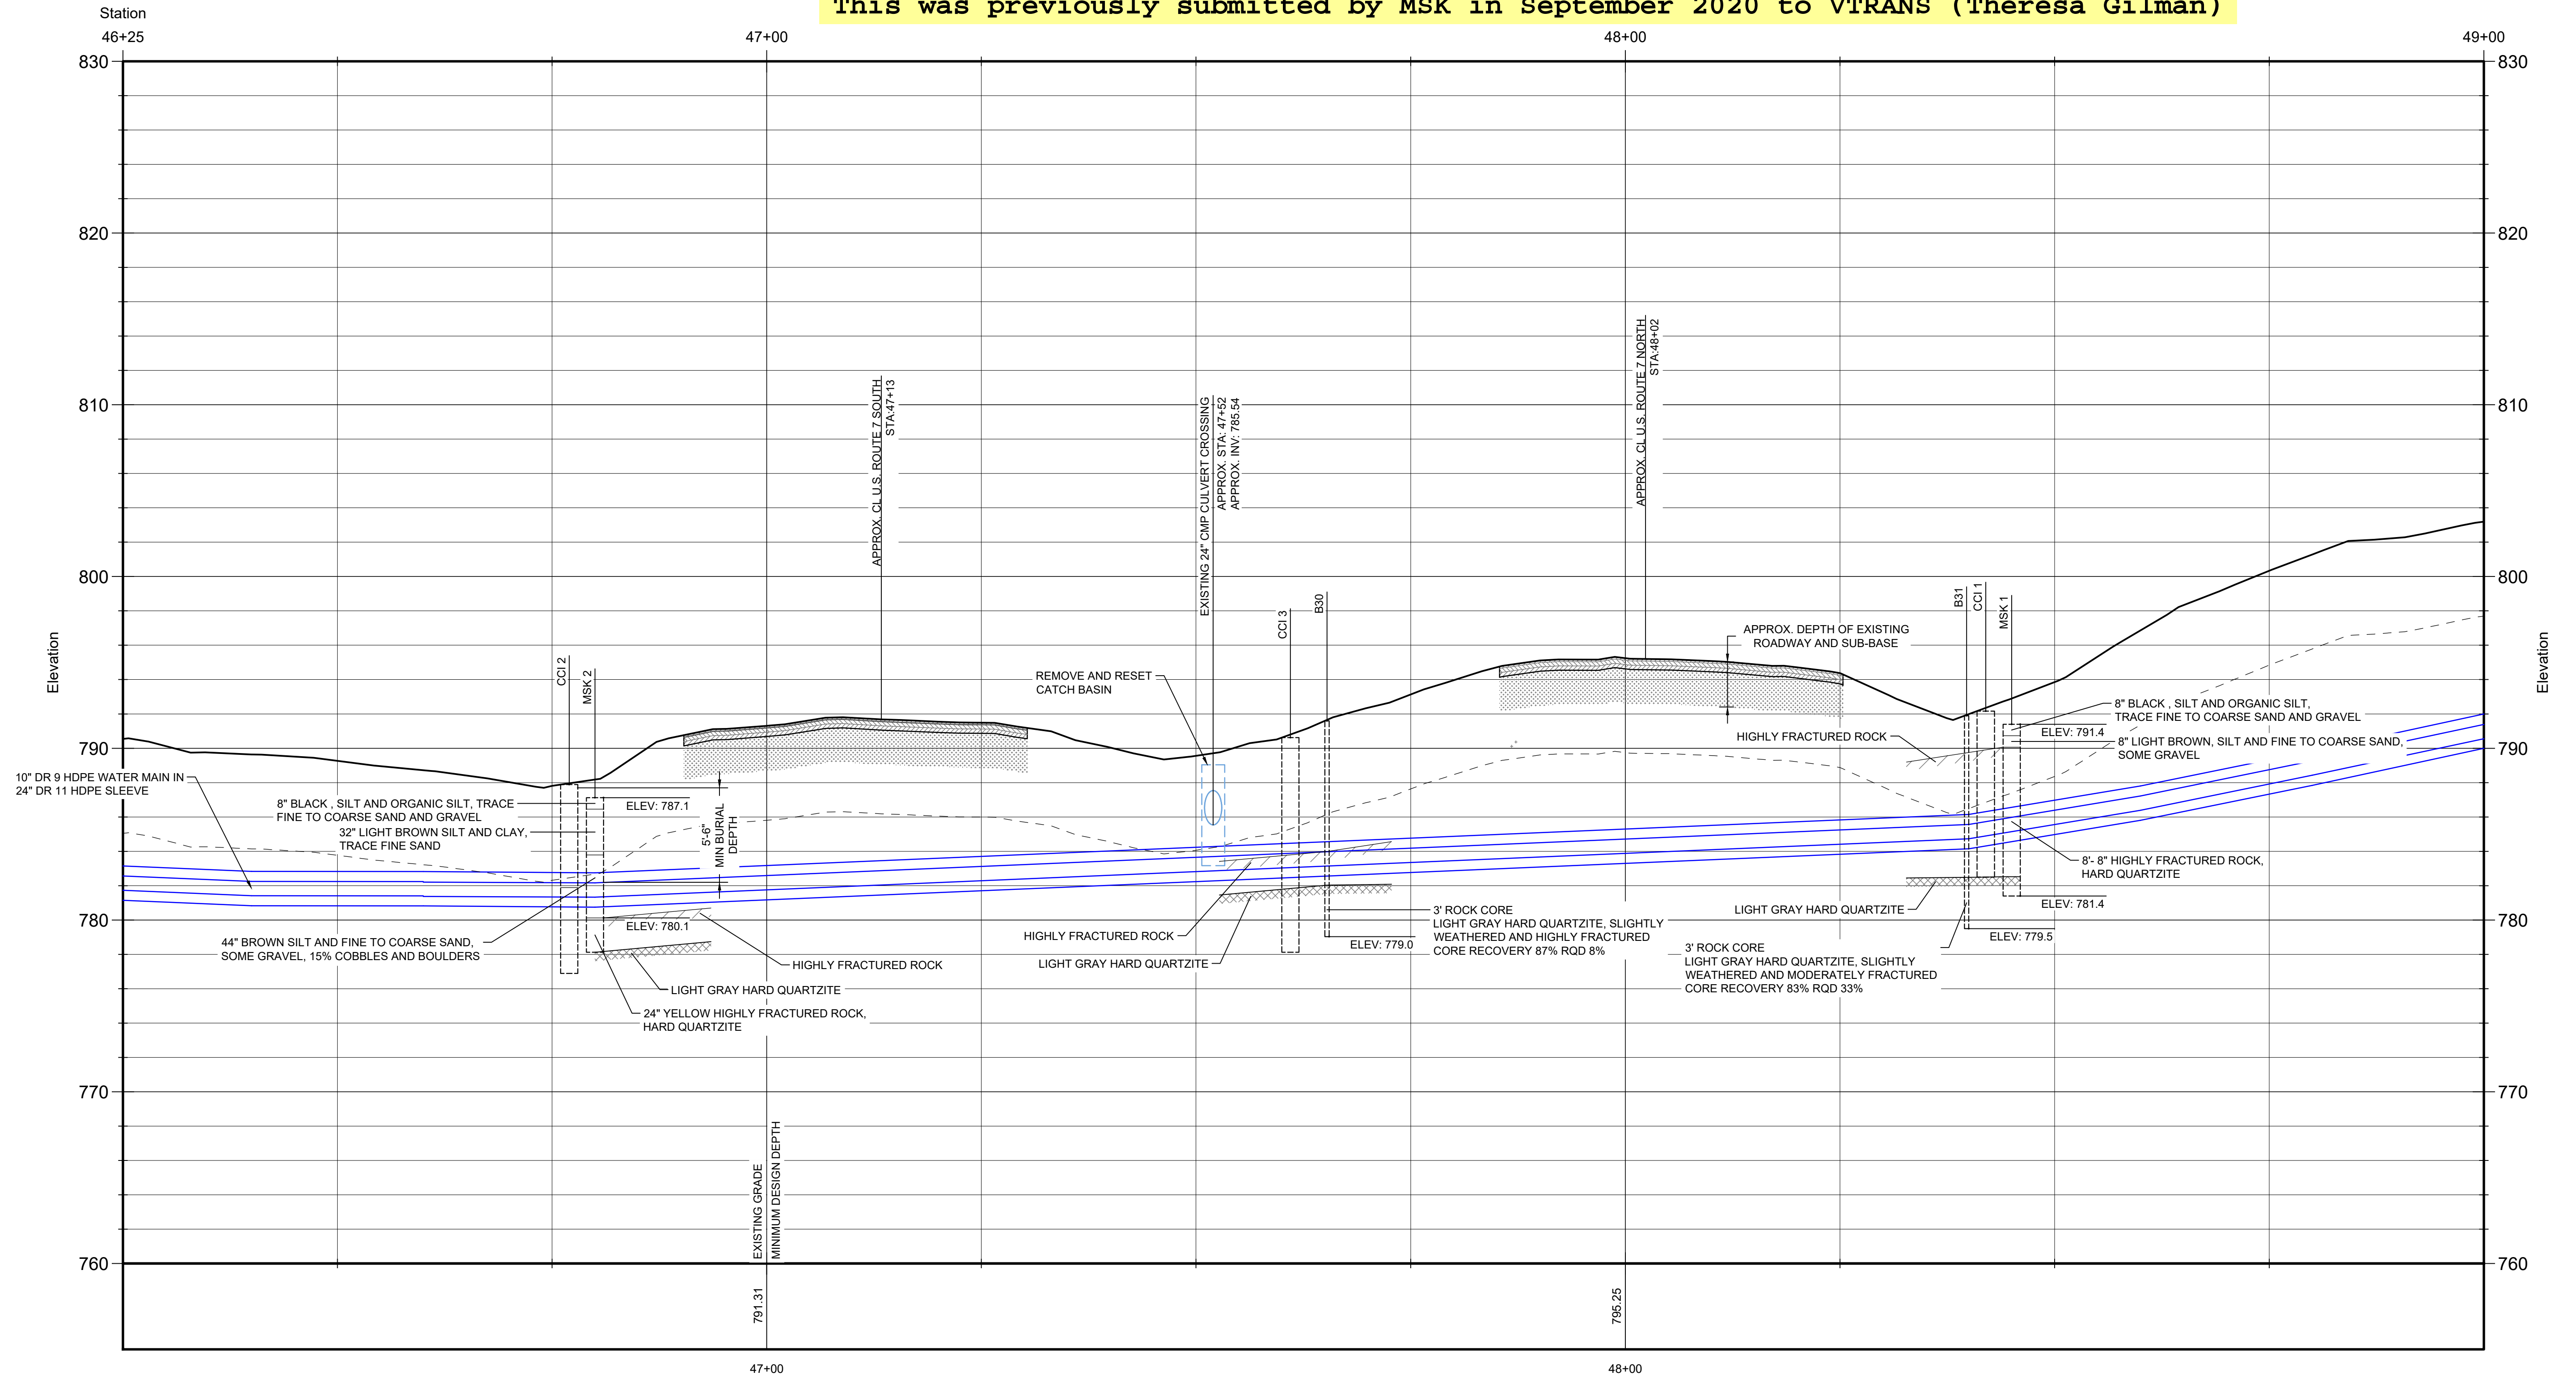 This was previously submitted by MSK in September 2020 to VTRANS (Theresa Gilman)
Station
46+25
47+00
48+00
49+00
830
830
820
820
810
810
800
800
790
790
780
780
770
770
760
760
Elevation
Elevation
APPROX. CL U.S. ROUTE 7 SOUTH
STA:47+13
EXISTING 24" CMP CULVERT CROSSING
APPROX. STA: 47+52
APPROX. INV: 785.54
APPROX. CL U.S. ROUTE 7 NORTH
STA:48+02
CCI 2
MSK 2
CCI 3
B30
B31
CCI 1
MSK 1
APPROX. DEPTH OF EXISTING
ROADWAY AND SUB-BASE
REMOVE AND RESET
CATCH BASIN
10" DR 9 HDPE WATER MAIN IN
24" DR 11 HDPE SLEEVE
8" BLACK , SILT AND ORGANIC SILT, TRACE
FINE TO COARSE SAND AND GRAVEL
32" LIGHT BROWN SILT AND CLAY,
TRACE FINE SAND
44" BROWN SILT AND FINE TO COARSE SAND,
SOME GRAVEL, 15% COBBLES AND BOULDERS
ELEV: 787.1
ELEV: 780.1
5'-6"
MIN BURIAL
DEPTH
HIGHLY FRACTURED ROCK
LIGHT GRAY HARD QUARTZITE
24" YELLOW HIGHLY FRACTURED ROCK,
HARD QUARTZITE
HIGHLY FRACTURED ROCK
LIGHT GRAY HARD QUARTZITE
ELEV: 779.0
3' ROCK CORE
LIGHT GRAY HARD QUARTZITE, SLIGHTLY
WEATHERED AND HIGHLY FRACTURED
CORE RECOVERY 87% RQD 8%
HIGHLY FRACTURED ROCK
LIGHT GRAY HARD QUARTZITE
3' ROCK CORE
LIGHT GRAY HARD QUARTZITE, SLIGHTLY
WEATHERED AND MODERATELY FRACTURED
CORE RECOVERY 83% RQD 33%
ELEV: 779.5
8" BLACK , SILT AND ORGANIC SILT,
TRACE FINE TO COARSE SAND AND GRAVEL
ELEV: 791.4
8" LIGHT BROWN, SILT AND FINE TO COARSE SAND,
SOME GRAVEL
8'- 8" HIGHLY FRACTURED ROCK,
HARD QUARTZITE
ELEV: 781.4
EXISTING GRADE
MINIMUM DESIGN DEPTH
791.31
795.25
47+00
48+00